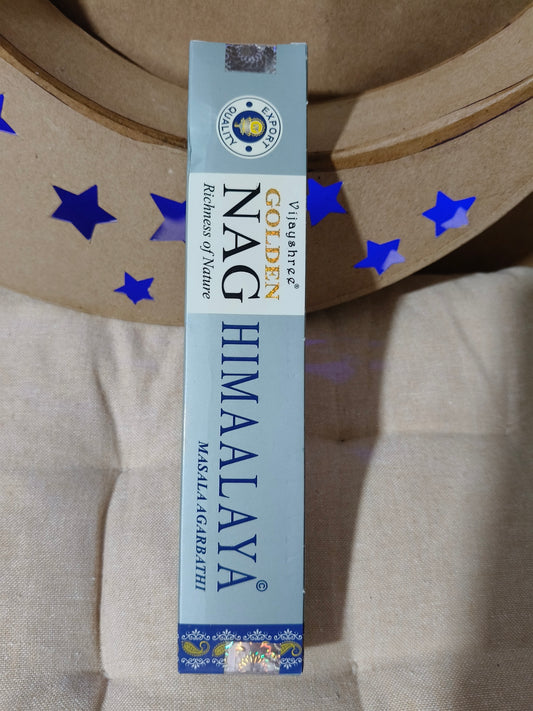 EXPORT
QUALITY
Vijayshree®
GOLDEN
NAG
Richness of Nature
HIMAALAYA©
MASALA AGARBATHI